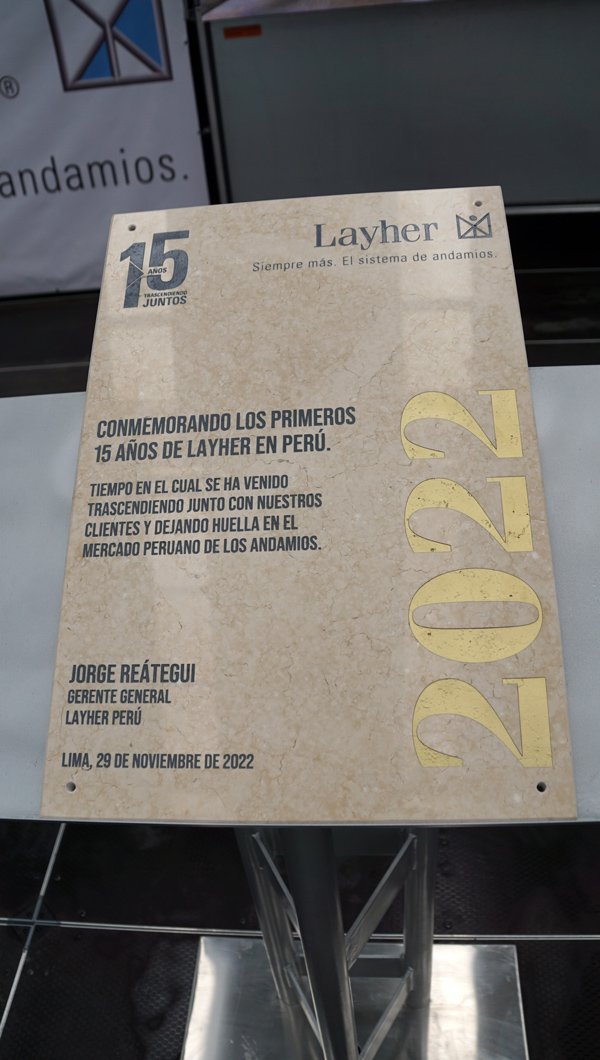 ®
andamios.
15
AÑOS
TRASCENDIENDO
JUNTOS
Layher
Siempre más. El sistema de andamios.
CONMEMORANDO LOS PRIMEROS
15 AÑOS DE LAYHER EN PERÚ.
TIEMPO EN EL CUAL SE HA VENIDO
TRASCENDIENDO JUNTO CON NUESTROS
CLIENTES Y DEJANDO HUELLA EN EL
MERCADO PERUANO DE LOS ANDAMIOS.
2022
JORGE REÁTEGUI
GERENTE GENERAL
LAYHER PERÚ
LIMA, 29 DE NOVIEMBRE DE 2022